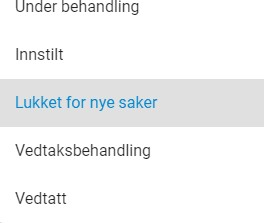 Under behandling
Innstilt
Lukket for nye saker
Vedtaksbehandling
Vedtatt